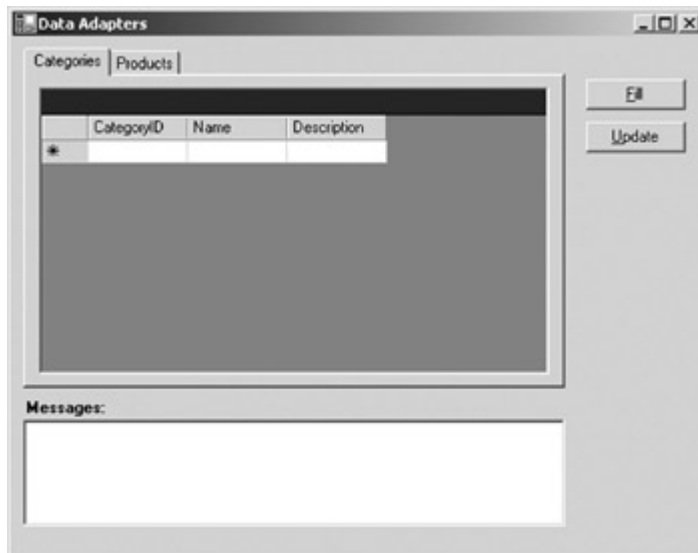 Data Adapters
Categories Products
Fill
CategoryID Name Description
Update
Messages: